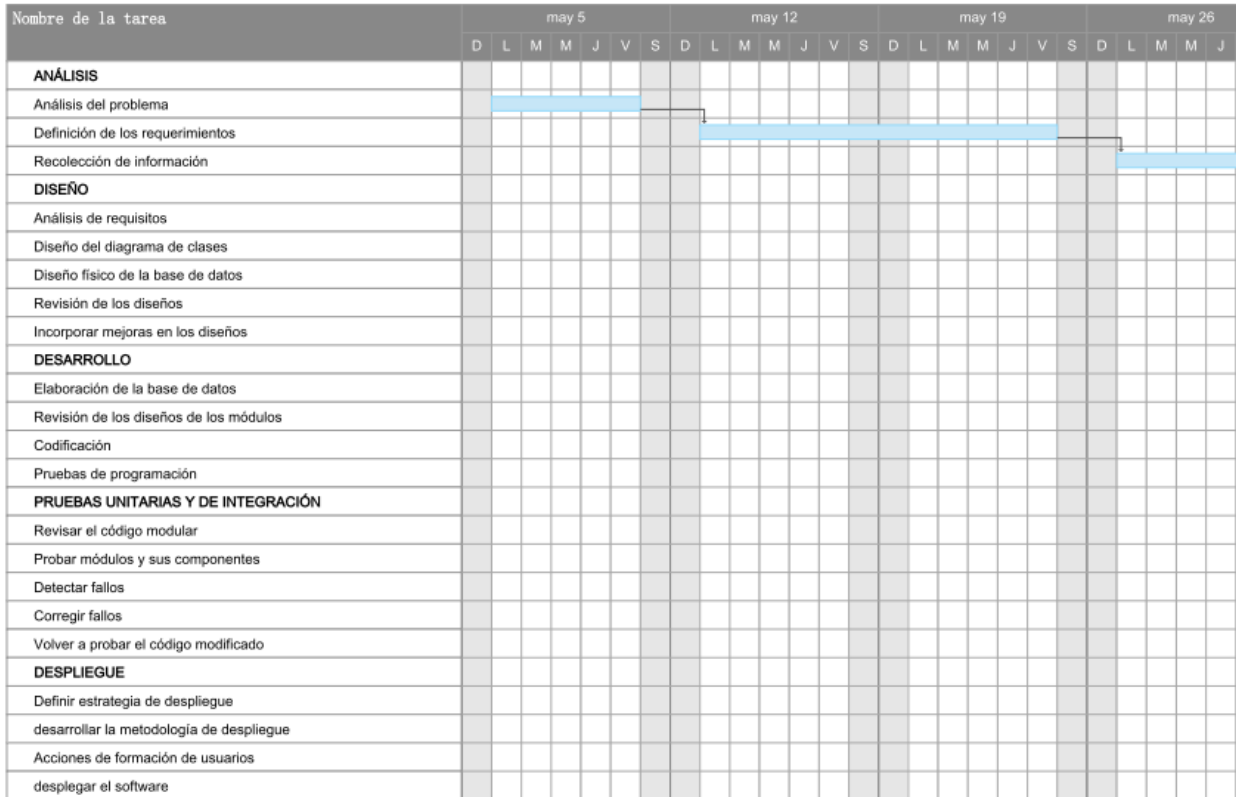 Nombre de la tarea
may 5 may 12 may 19 may 26
D L M M J V S D L M M J V S D L M M J V S D L M M J
ANÁLISIS
Análisis del problema
Definición de los requerimientos
Recolección de información
DISEÑO
Análisis de requisitos
Diseño del diagrama de clases
Diseño físico de la base de datos
Revisión de los diseños
Incorporar mejoras en los diseños
DESARROLLO
Elaboración de la base de datos
Revisión de los diseños de los módulos
Codificación
Pruebas de programación
PRUEBAS UNITARIAS Y DE INTEGRACIÓN
Revisar el código modular
Probar módulos y sus componentes
Detectar fallos
Corregir fallos
Volver a probar el código modificado
DESPLIEGUE
Definir estrategia de despliegue
desarrollar la metodología de despliegue
Acciones de formación de usuarios
desplegar el software